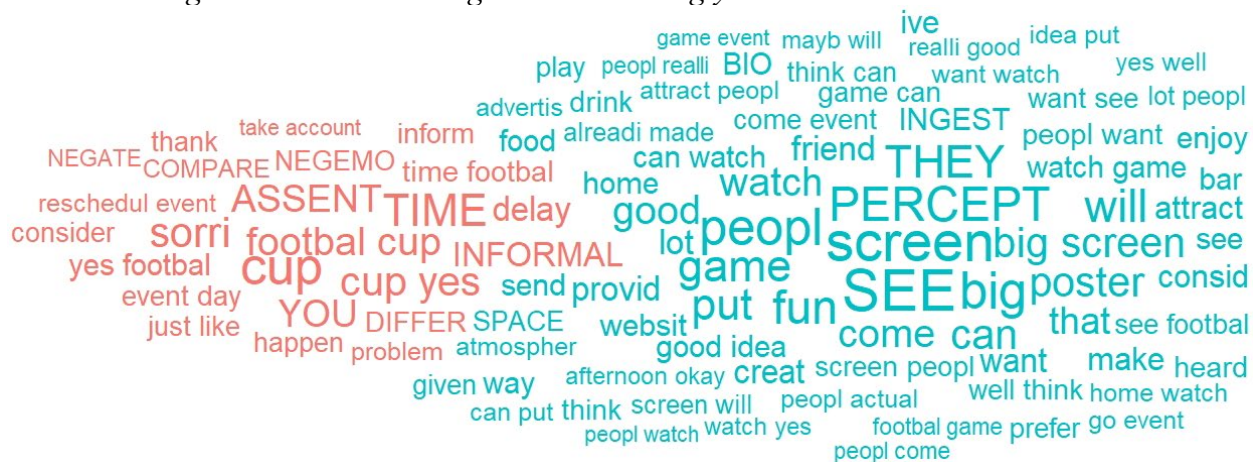 ive
game event mayb will realli good idea put
play peopl realli BIO think can want watch yes well
advertis drink attract peopl game can want see lot peopl
thank take account inform food alreadi made come event INGEST peopl want enjoy
NEGATE COMPARE NEGEMO time footbal can watch friend THEY watch game bar
reschedul event ASSENT TIME delay home watch PERCEPT will attract
consider sorri footbal cup INFORMAL good lot peopl screen big screen see
yes footbal cup cup yes send provid game SEE big poster consid
event day YOU DIFFER SPACE websit put fun come can that see footbal
just like happen problem atmospher good idea want make heard
given way afternoon okay creat screen peopl well think home watch
can put think screen will peopl actual
peopl watch watch yes footbal game prefer go event
peopl come